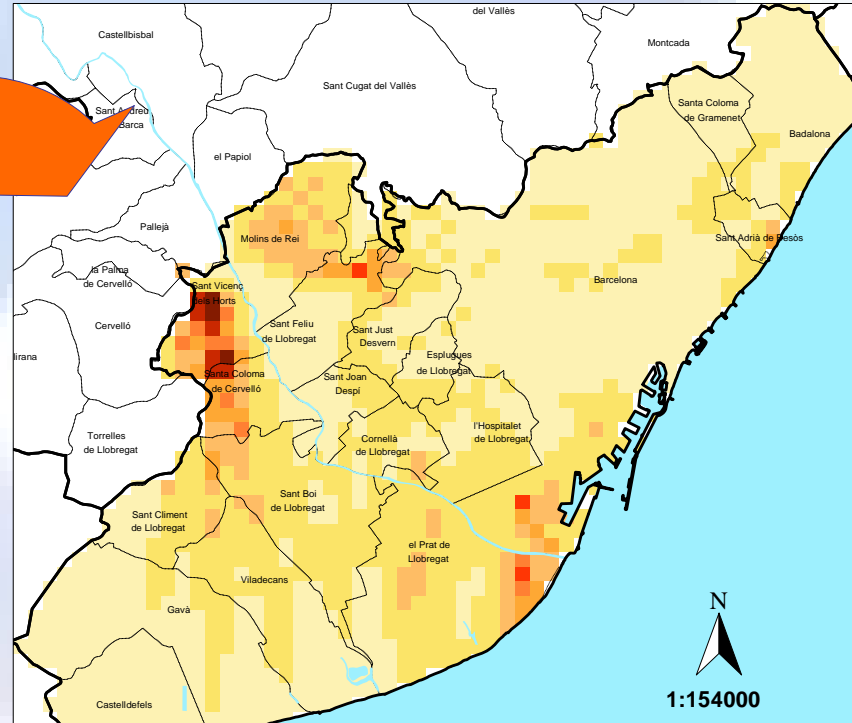 del Vallès
Castellbisbal
Montcada
Sant Cugat del Vallès
Sant Andreu
Barca
Santa Coloma
de Gramenet
Badalona
el Papiol
Pallejà
Molins de Rei
Sant Adrià de Besòs
la Palma
de Cervelló
Sant Vicenç
dels Horts
Barcelona
Cervelló
Sant Feliu
de Llobregat
Sant Just
Desvern
Esplugues
de Llobregat
lirana
Santa Coloma
de Cervelló
Sant Joan
Despí
Torrelles
de Llobregat
Cornellà
de Llobregat
l'Hospitalet
de Llobregat
Sant Boi
de Llobregat
Sant Climent
de Llobregat
el Prat de
Llobregat
Viladecans
Gavà
Castelldefels
N
1:154000